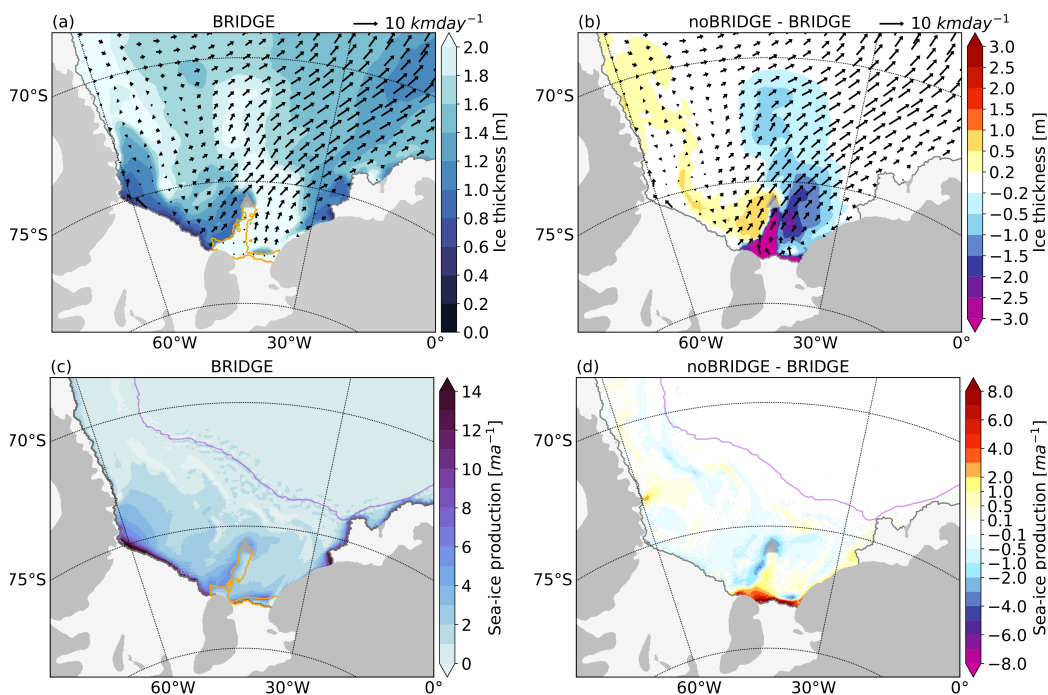 (a) BRIDGE 10 kmday⁻¹
(b) noBRIDGE - BRIDGE 10 kmday⁻¹
70°S
75°S
60°W 30°W 0°
2.0
1.8
1.6
1.4
1.2
1.0
0.8
0.6
0.4
0.2
0.0
Ice thickness [m]
70°S
75°S
60°W 30°W 0°
3.0
2.5
2.0
1.5
1.0
0.5
0.2
−0.2
−0.5
−1.0
−1.5
−2.0
−2.5
−3.0
Ice thickness [m]
(c) BRIDGE
(d) noBRIDGE - BRIDGE
70°S
75°S
60°W 30°W 0°
14
12
10
8
6
4
2
0
Sea-ice production [ma⁻¹]
70°S
75°S
60°W 30°W 0°
8.0
6.0
4.0
2.0
1.0
0.5
0.1
−0.1
−0.5
−1.0
−2.0
−4.0
−6.0
−8.0
Sea-ice production [ma⁻¹]